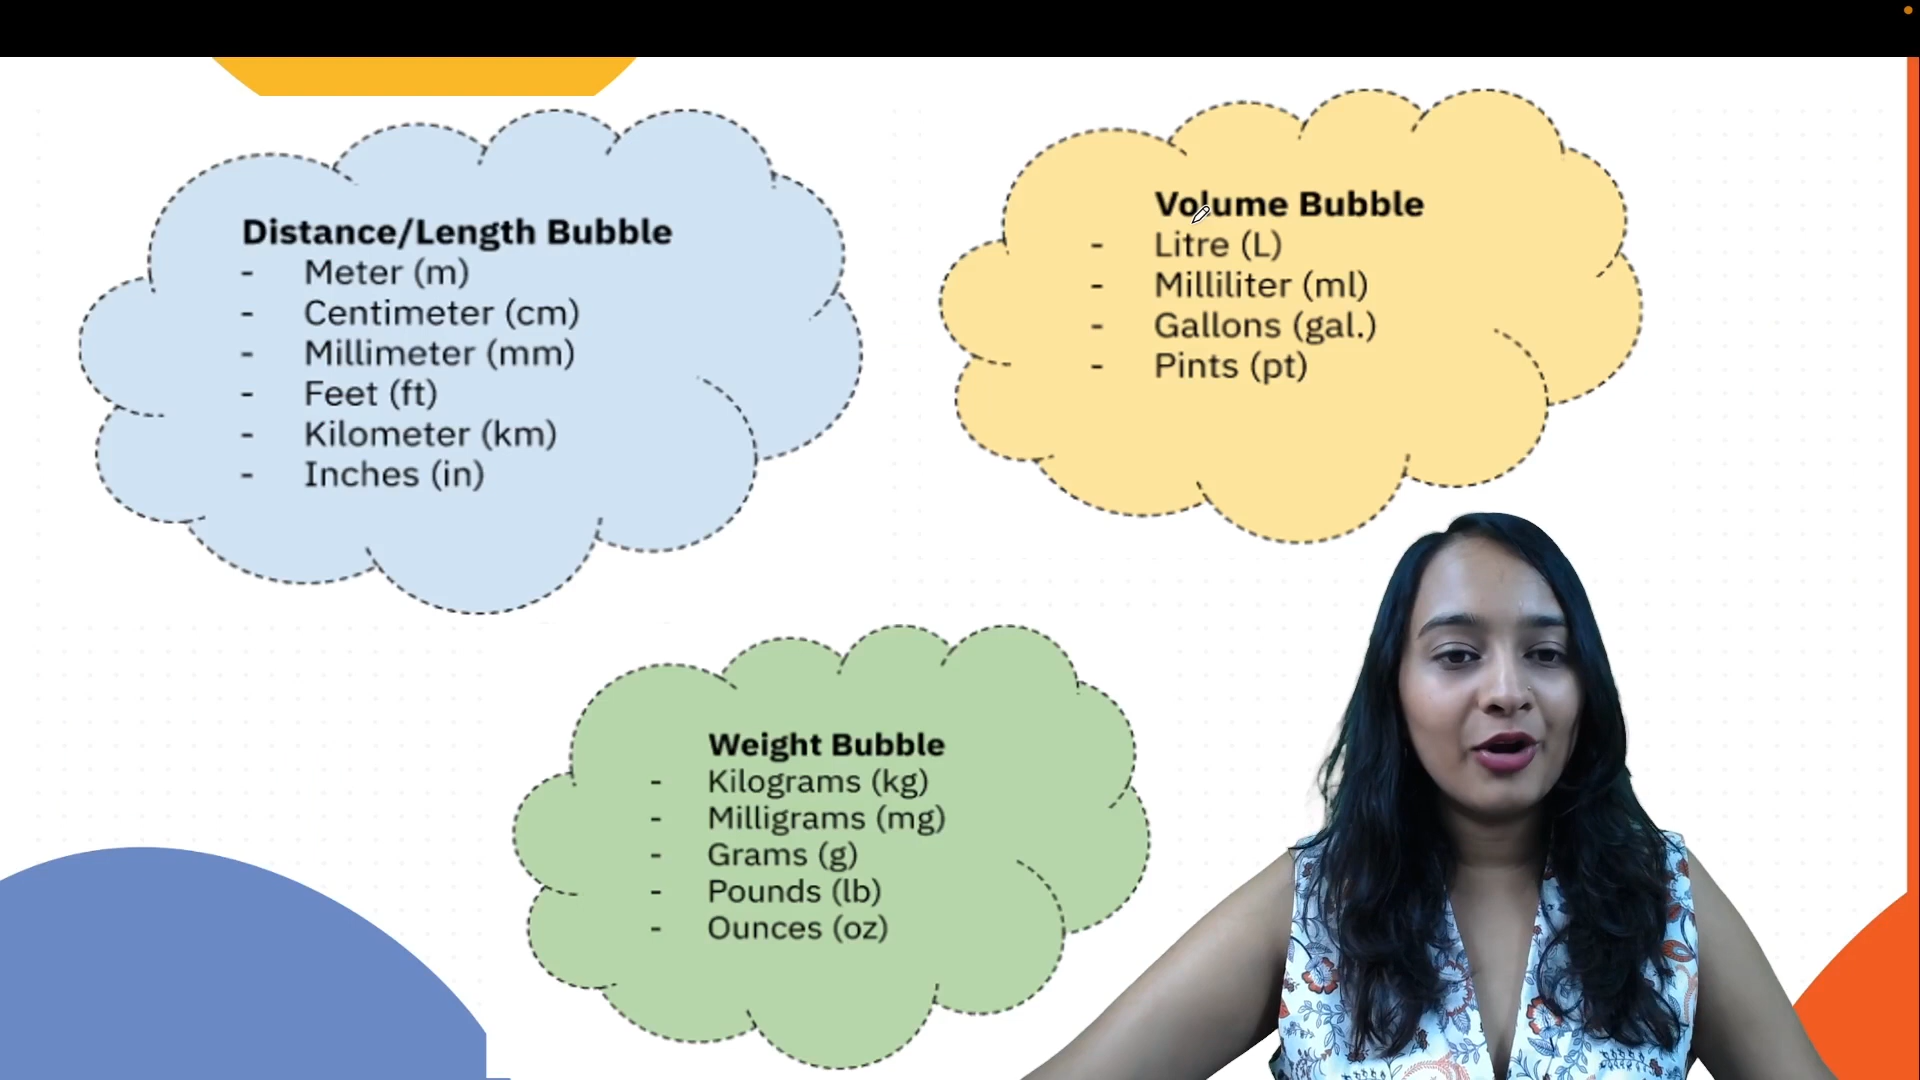 Distance/Length Bubble
- Meter (m)
- Centimeter (cm)
- Millimeter (mm)
- Feet (ft)
- Kilometer (km)
- Inches (in)
Volume Bubble
- Litre (L)
- Milliliter (ml)
- Gallons (gal.)
- Pints (pt)
Weight Bubble
- Kilograms (kg)
- Milligrams (mg)
- Grams (g)
- Pounds (lb)
- Ounces (oz)